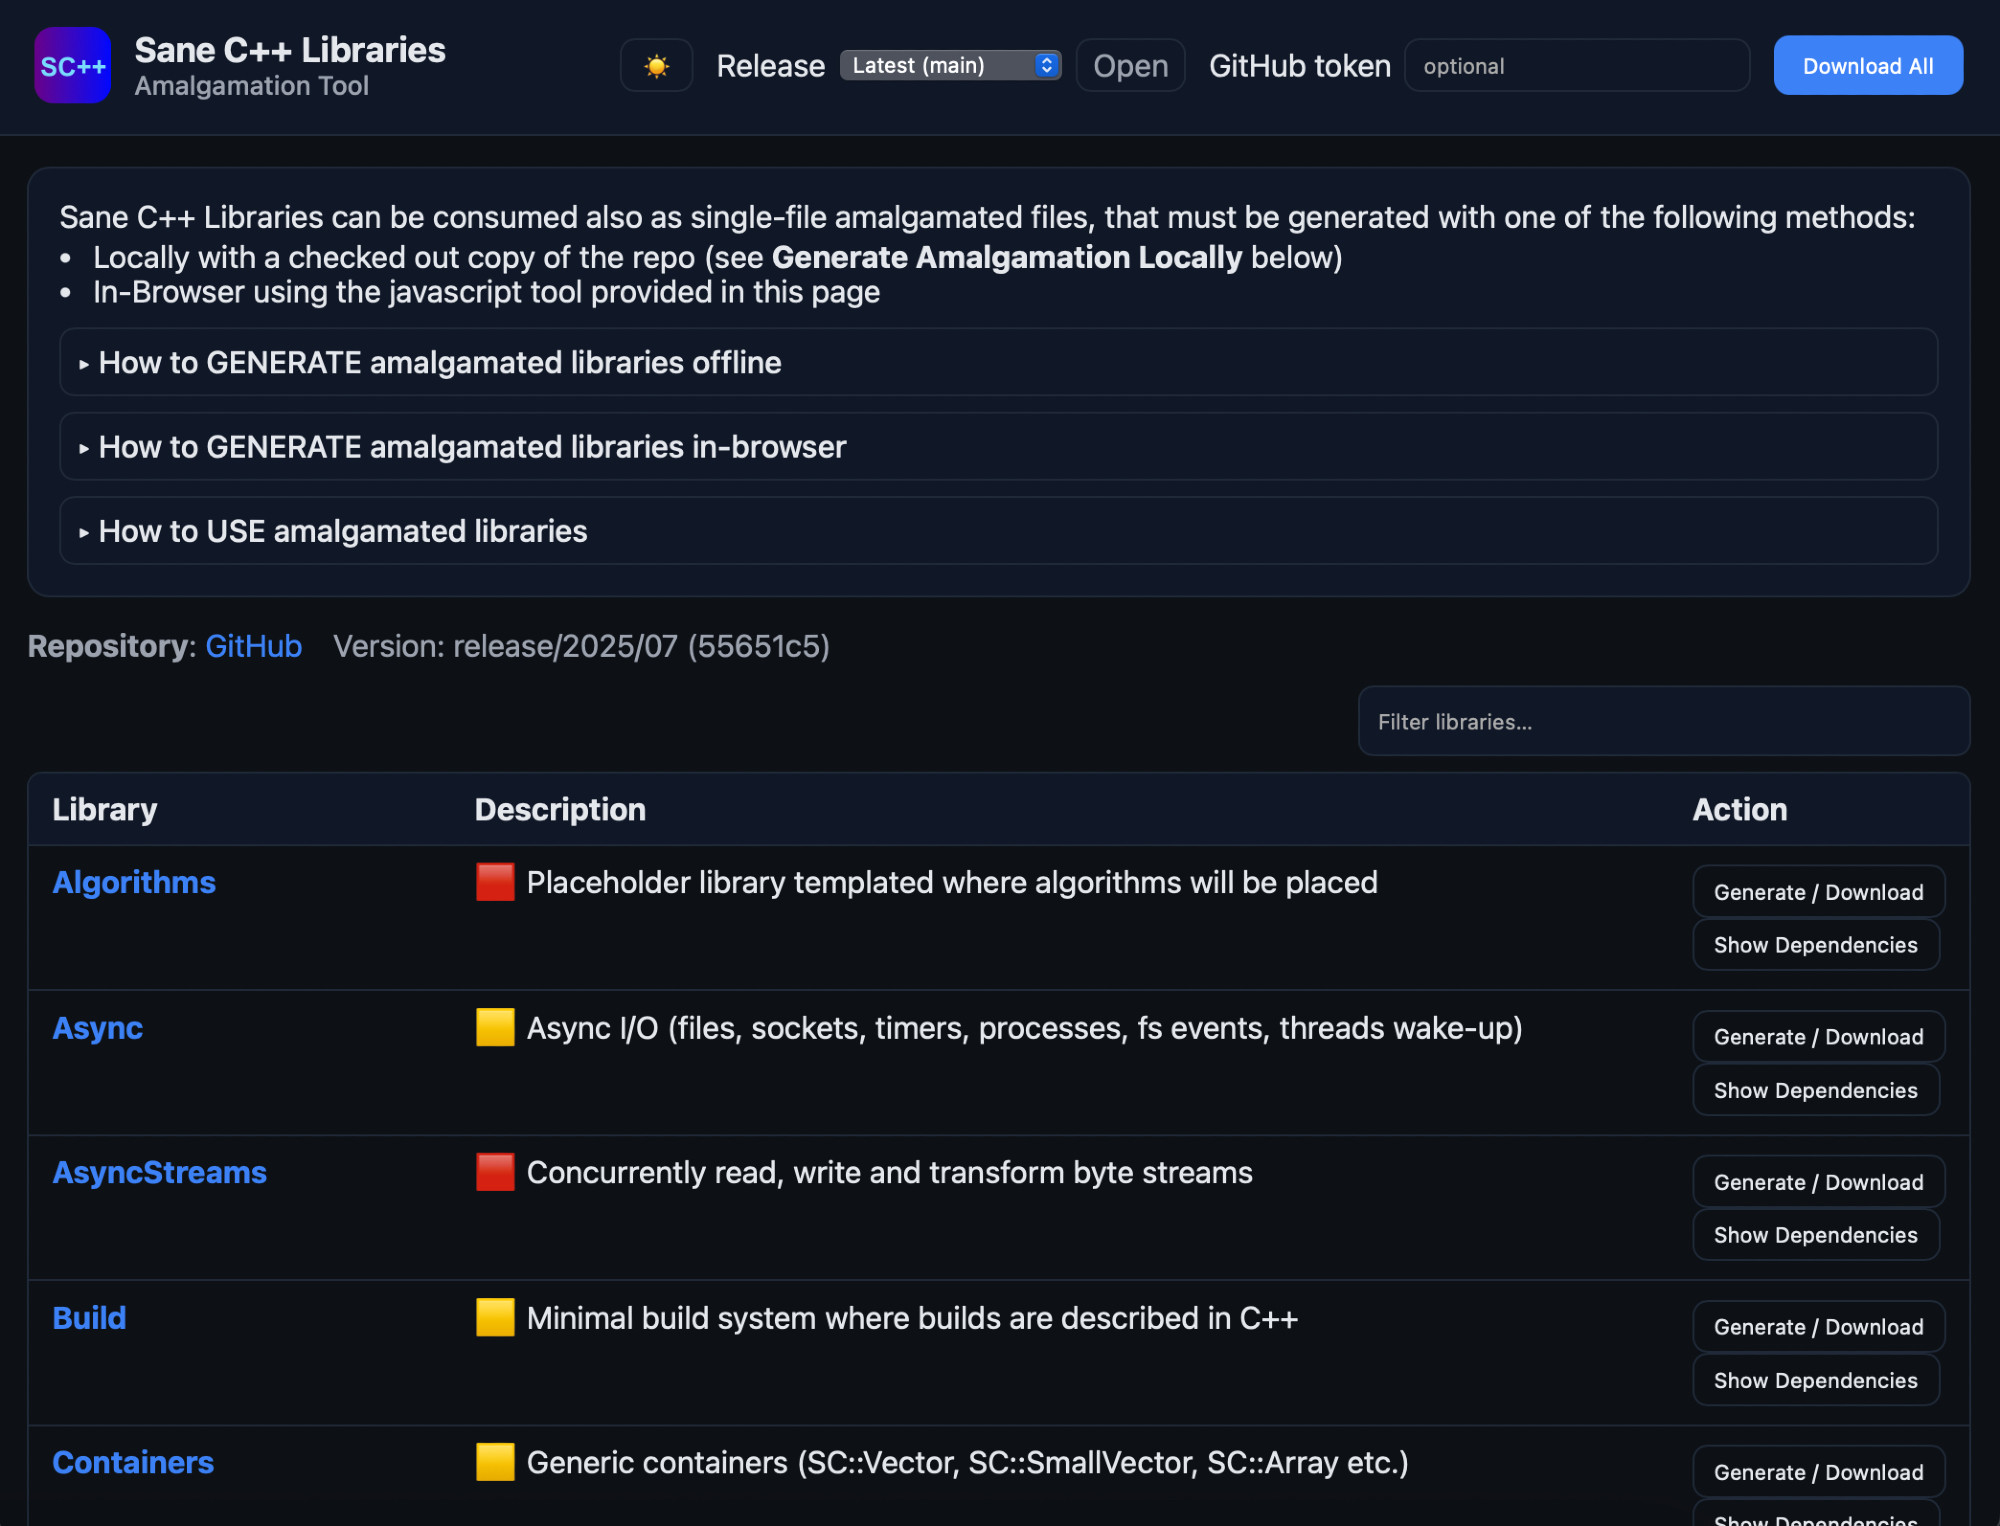 SC++
Sane C++ Libraries
Amalgamation Tool
Release
Latest (main)
Open
GitHub token
optional
Download All
Sane C++ Libraries can be consumed also as single-file amalgamated files, that must be generated with one of the following methods:
• Locally with a checked out copy of the repo (see Generate Amalgamation Locally below)
• In-Browser using the javascript tool provided in this page
▸ How to GENERATE amalgamated libraries offline
▸ How to GENERATE amalgamated libraries in-browser
▸ How to USE amalgamated libraries
Repository: GitHub Version: release/2025/07 (55651c5)
Filter libraries...
Library Description Action
Algorithms 🟥 Placeholder library templated where algorithms will be placed
Generate / Download
Show Dependencies
Async 🟨 Async I/O (files, sockets, timers, processes, fs events, threads wake-up)
Generate / Download
Show Dependencies
AsyncStreams 🟥 Concurrently read, write and transform byte streams
Generate / Download
Show Dependencies
Build 🟨 Minimal build system where builds are described in C++
Generate / Download
Show Dependencies
Containers 🟨 Generic containers (SC::Vector, SC::SmallVector, SC::Array etc.)
Generate / Download
Show Dependencies